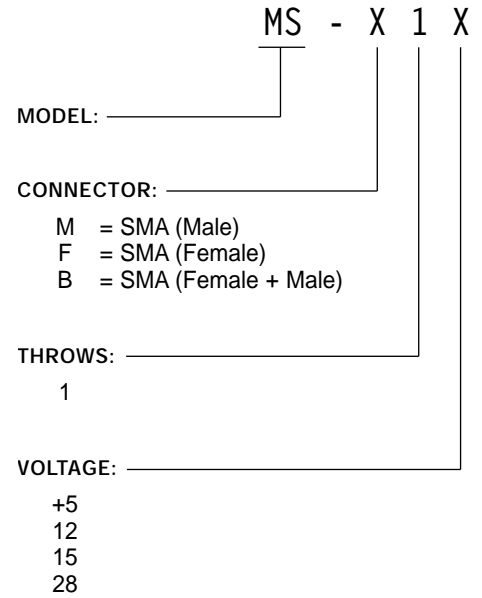 MS - X 1 X
MODEL:
CONNECTOR:
M = SMA (Male)
F = SMA (Female)
B = SMA (Female + Male)
THROWS:
1
VOLTAGE:
+5
12
15
28